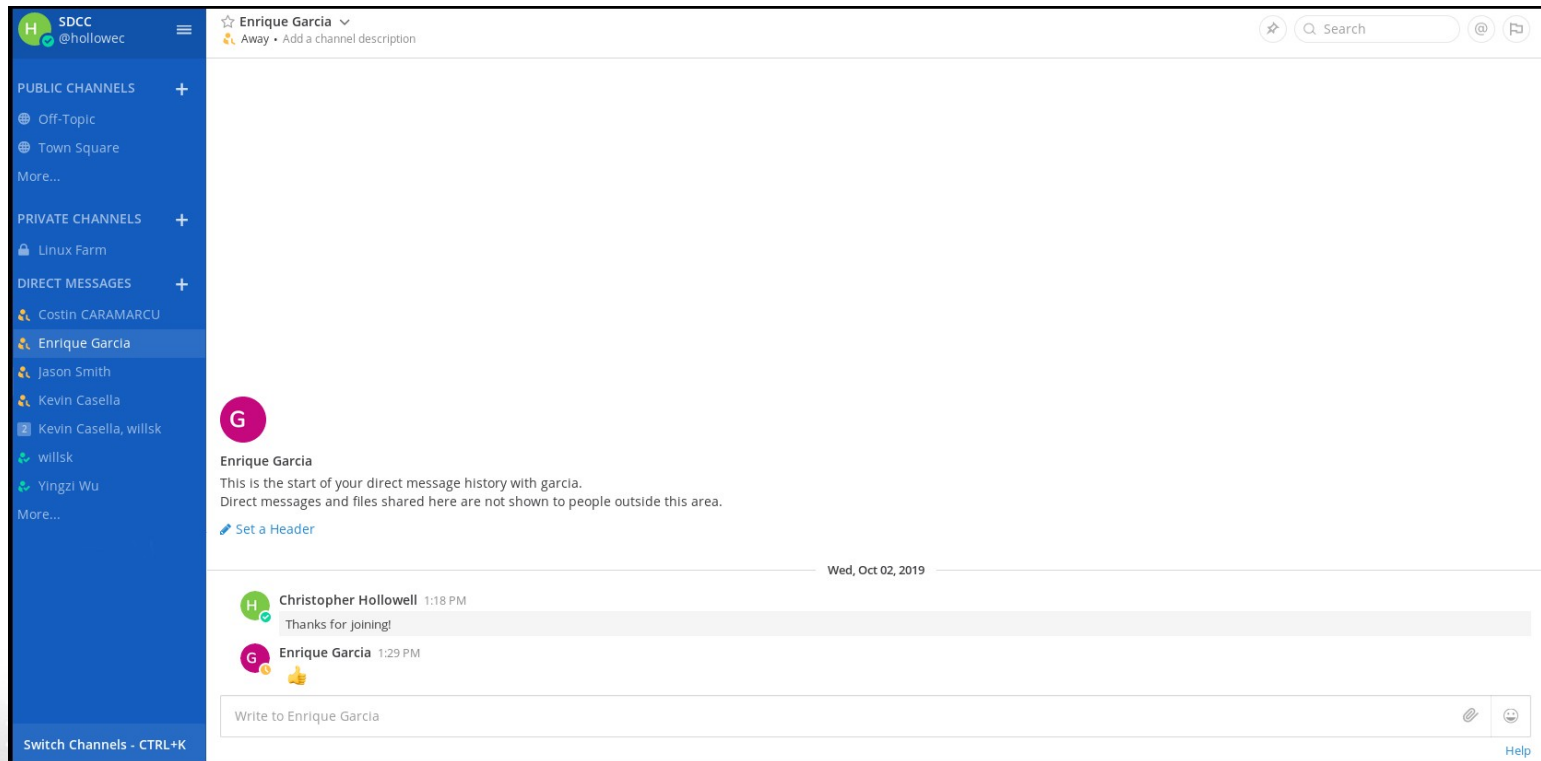 H
SDCC
@hollowec
PUBLIC CHANNELS +
Off-Topic
Town Square
More...
PRIVATE CHANNELS +
Linux Farm
DIRECT MESSAGES +
Costin CARAMARCU
Enrique Garcia
Jason Smith
Kevin Casella
2 Kevin Casella, willsk
willsk
Yingzi Wu
More...
Switch Channels - CTRL+K
Enrique Garcia
Away • Add a channel description
Search
@
G
Enrique Garcia
This is the start of your direct message history with garcia.
Direct messages and files shared here are not shown to people outside this area.
Set a Header
Wed, Oct 02, 2019
H
Christopher Hollowell 1:18 PM
Thanks for joining!
G
Enrique Garcia 1:29 PM
Write to Enrique Garcia
Help